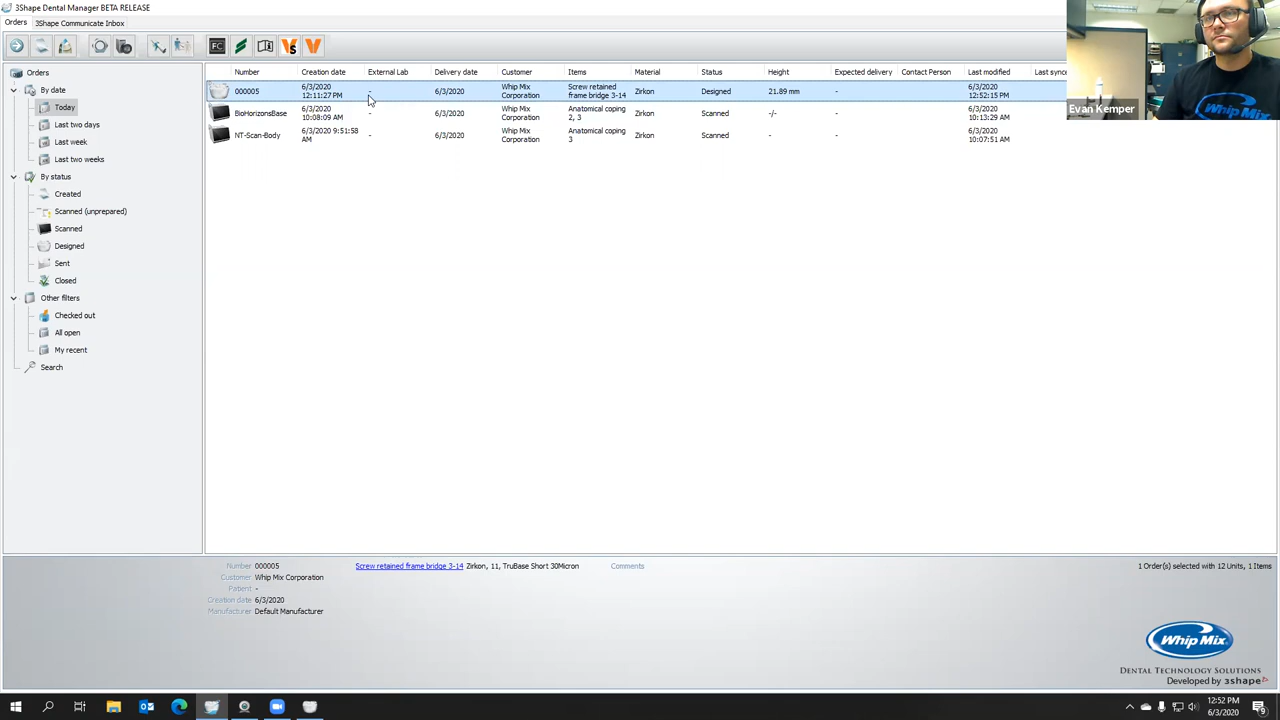 3Shape Dental Manager BETA RELEASE
Orders 3Shape Communicate Inbox
FC
Orders
By date
Today
Last two days
Last week
Last two weeks
By status
Created
Scanned (unprepared)
Scanned
Designed
Sent
Closed
Other filters
Checked out
All open
My recent
Search
Number Creation date External Lab Delivery date Customer Items Material Status Height Expected delivery Contact Person Last modified Last sync
000005 6/3/2020 12:11:27 PM - 6/3/2020 Whip Mix Corporation Screw retained frame bridge 3-14 Zirkon Designed 21.89 mm - 6/3/2020 12:52:15 PM
BioHorizonsBase 6/3/2020 10:08:09 AM - 6/3/2020 Whip Mix Corporation Anatomical coping 2, 3 Zirkon Scanned -/- - 6/3/2020 10:13:29 AM
NT-Scan-Body 6/3/2020 9:51:58 AM - 6/3/2020 Whip Mix Corporation Anatomical coping 3 Zirkon Scanned - - 6/3/2020 10:07:51 AM
Evan Kemper
Whip Mix
Number 000005 Screw retained frame bridge 3-14 Zirkon, 11, TruBase Short 30Micron Comments 1 Order(s) selected with 12 Units, 1 Items
Customer Whip Mix Corporation
Patient -
Creation date 6/3/2020
Manufacturer Default Manufacturer
Whip Mix
DENTAL TECHNOLOGY SOLUTIONS
Developed by 3shape
12:52 PM
6/3/2020